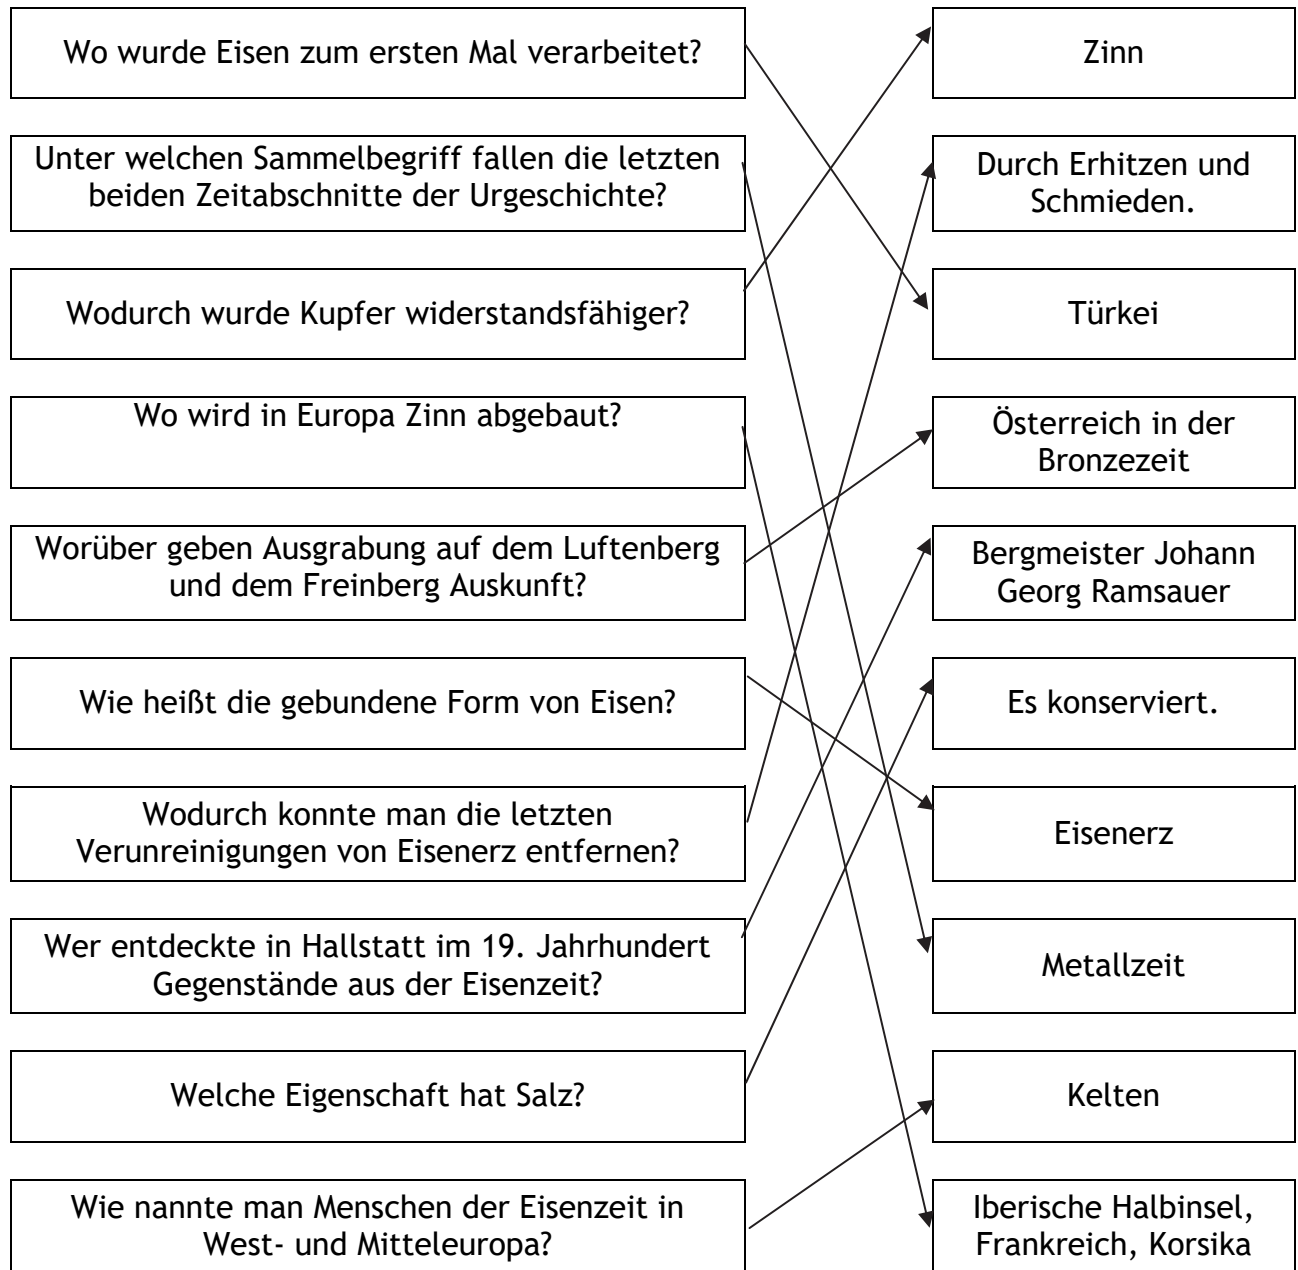 Wo wurde Eisen zum ersten Mal verarbeitet?
Zinn
Unter welchen Sammelbegriff fallen die letzten
beiden Zeitabschnitte der Urgeschichte?
Durch Erhitzen und
Schmieden.
Wodurch wurde Kupfer widerstandsfähiger?
Türkei
Wo wird in Europa Zinn abgebaut?
Österreich in der
Bronzezeit
Worüber geben Ausgrabung auf dem Luftenberg
und dem Freinberg Auskunft?
Bergmeister Johann
Georg Ramsauer
Wie heißt die gebundene Form von Eisen?
Es konserviert.
Wodurch konnte man die letzten
Verunreinigungen von Eisenerz entfernen?
Eisenerz
Wer entdeckte in Hallstatt im 19. Jahrhundert
Gegenstände aus der Eisenzeit?
Metallzeit
Welche Eigenschaft hat Salz?
Kelten
Wie nannte man Menschen der Eisenzeit in
West- und Mitteleuropa?
Iberische Halbinsel,
Frankreich, Korsika